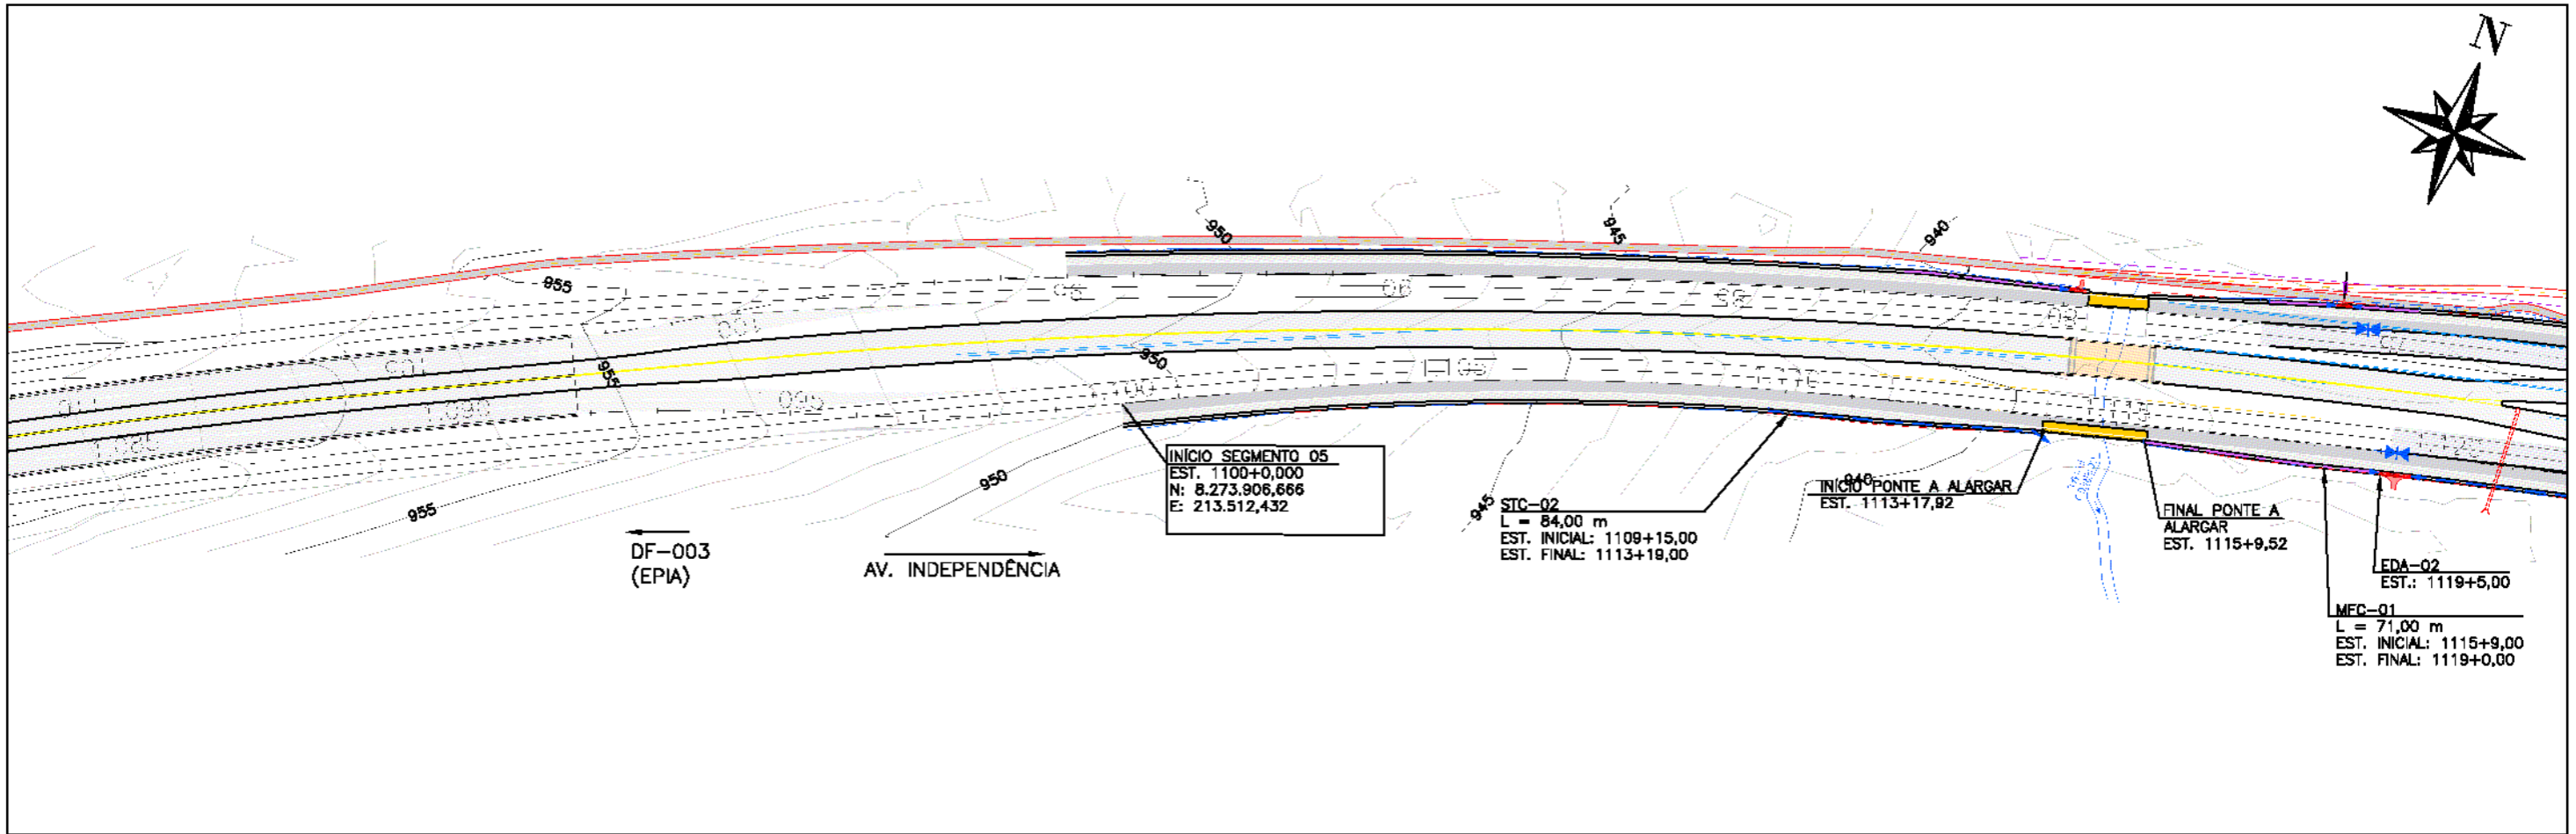 N
950
945
940
955
955
950
INÍCIO SEGMENTO 05
EST. 1100+0,000
N: 8.273.906,666
E: 213.512,432
950
955
DF-003
(EPIA)
AV. INDEPENDÊNCIA
945
STC-02
L = 84,00 m
EST. INICIAL: 1109+15,00
EST. FINAL: 1113+19,00
940
INÍCIO PONTE A ALARGAR
EST. 1113+17,92
FINAL PONTE A
ALARGAR
EST. 1115+9,52
EDA-02
EST.: 1119+5,00
MFC-01
L = 71,00 m
EST. INICIAL: 1115+9,00
EST. FINAL: 1119+0,00